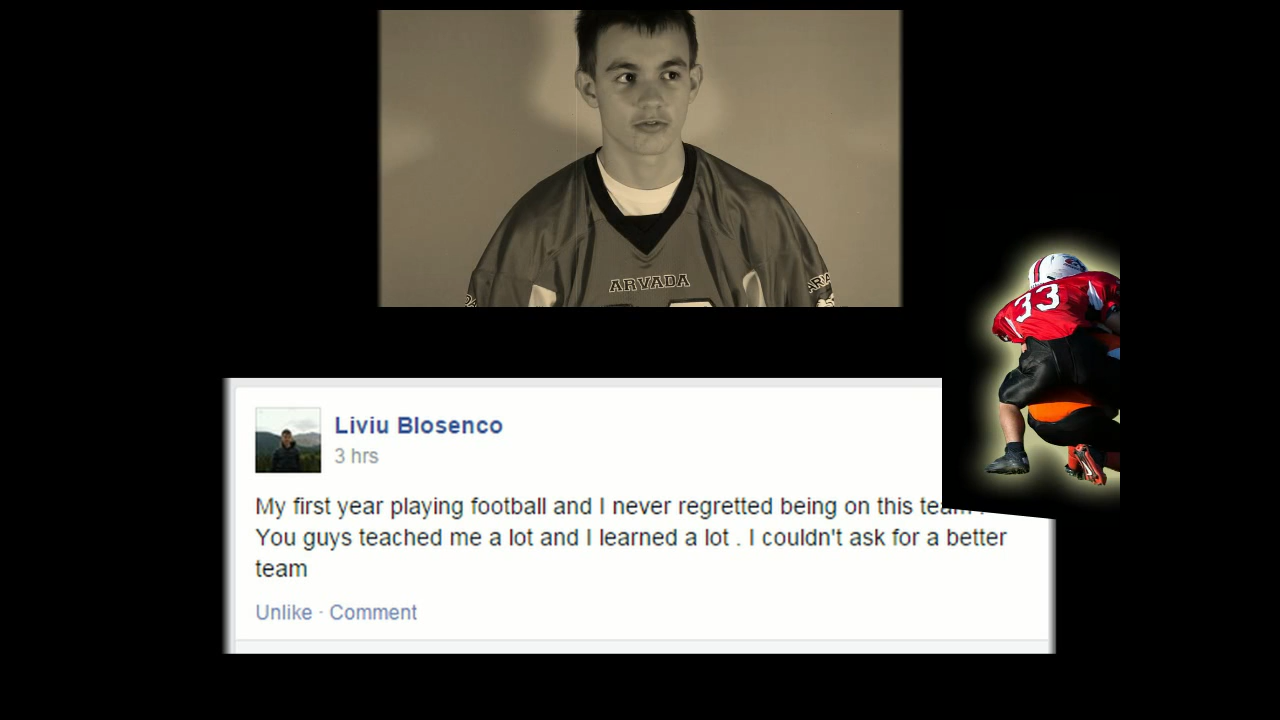 ARVADA
33
Liviu Blosenco
3 hrs
My first year playing football and I never regretted being on this team .
You guys teached me a lot and I learned a lot . I couldn't ask for a better
team
Unlike · Comment